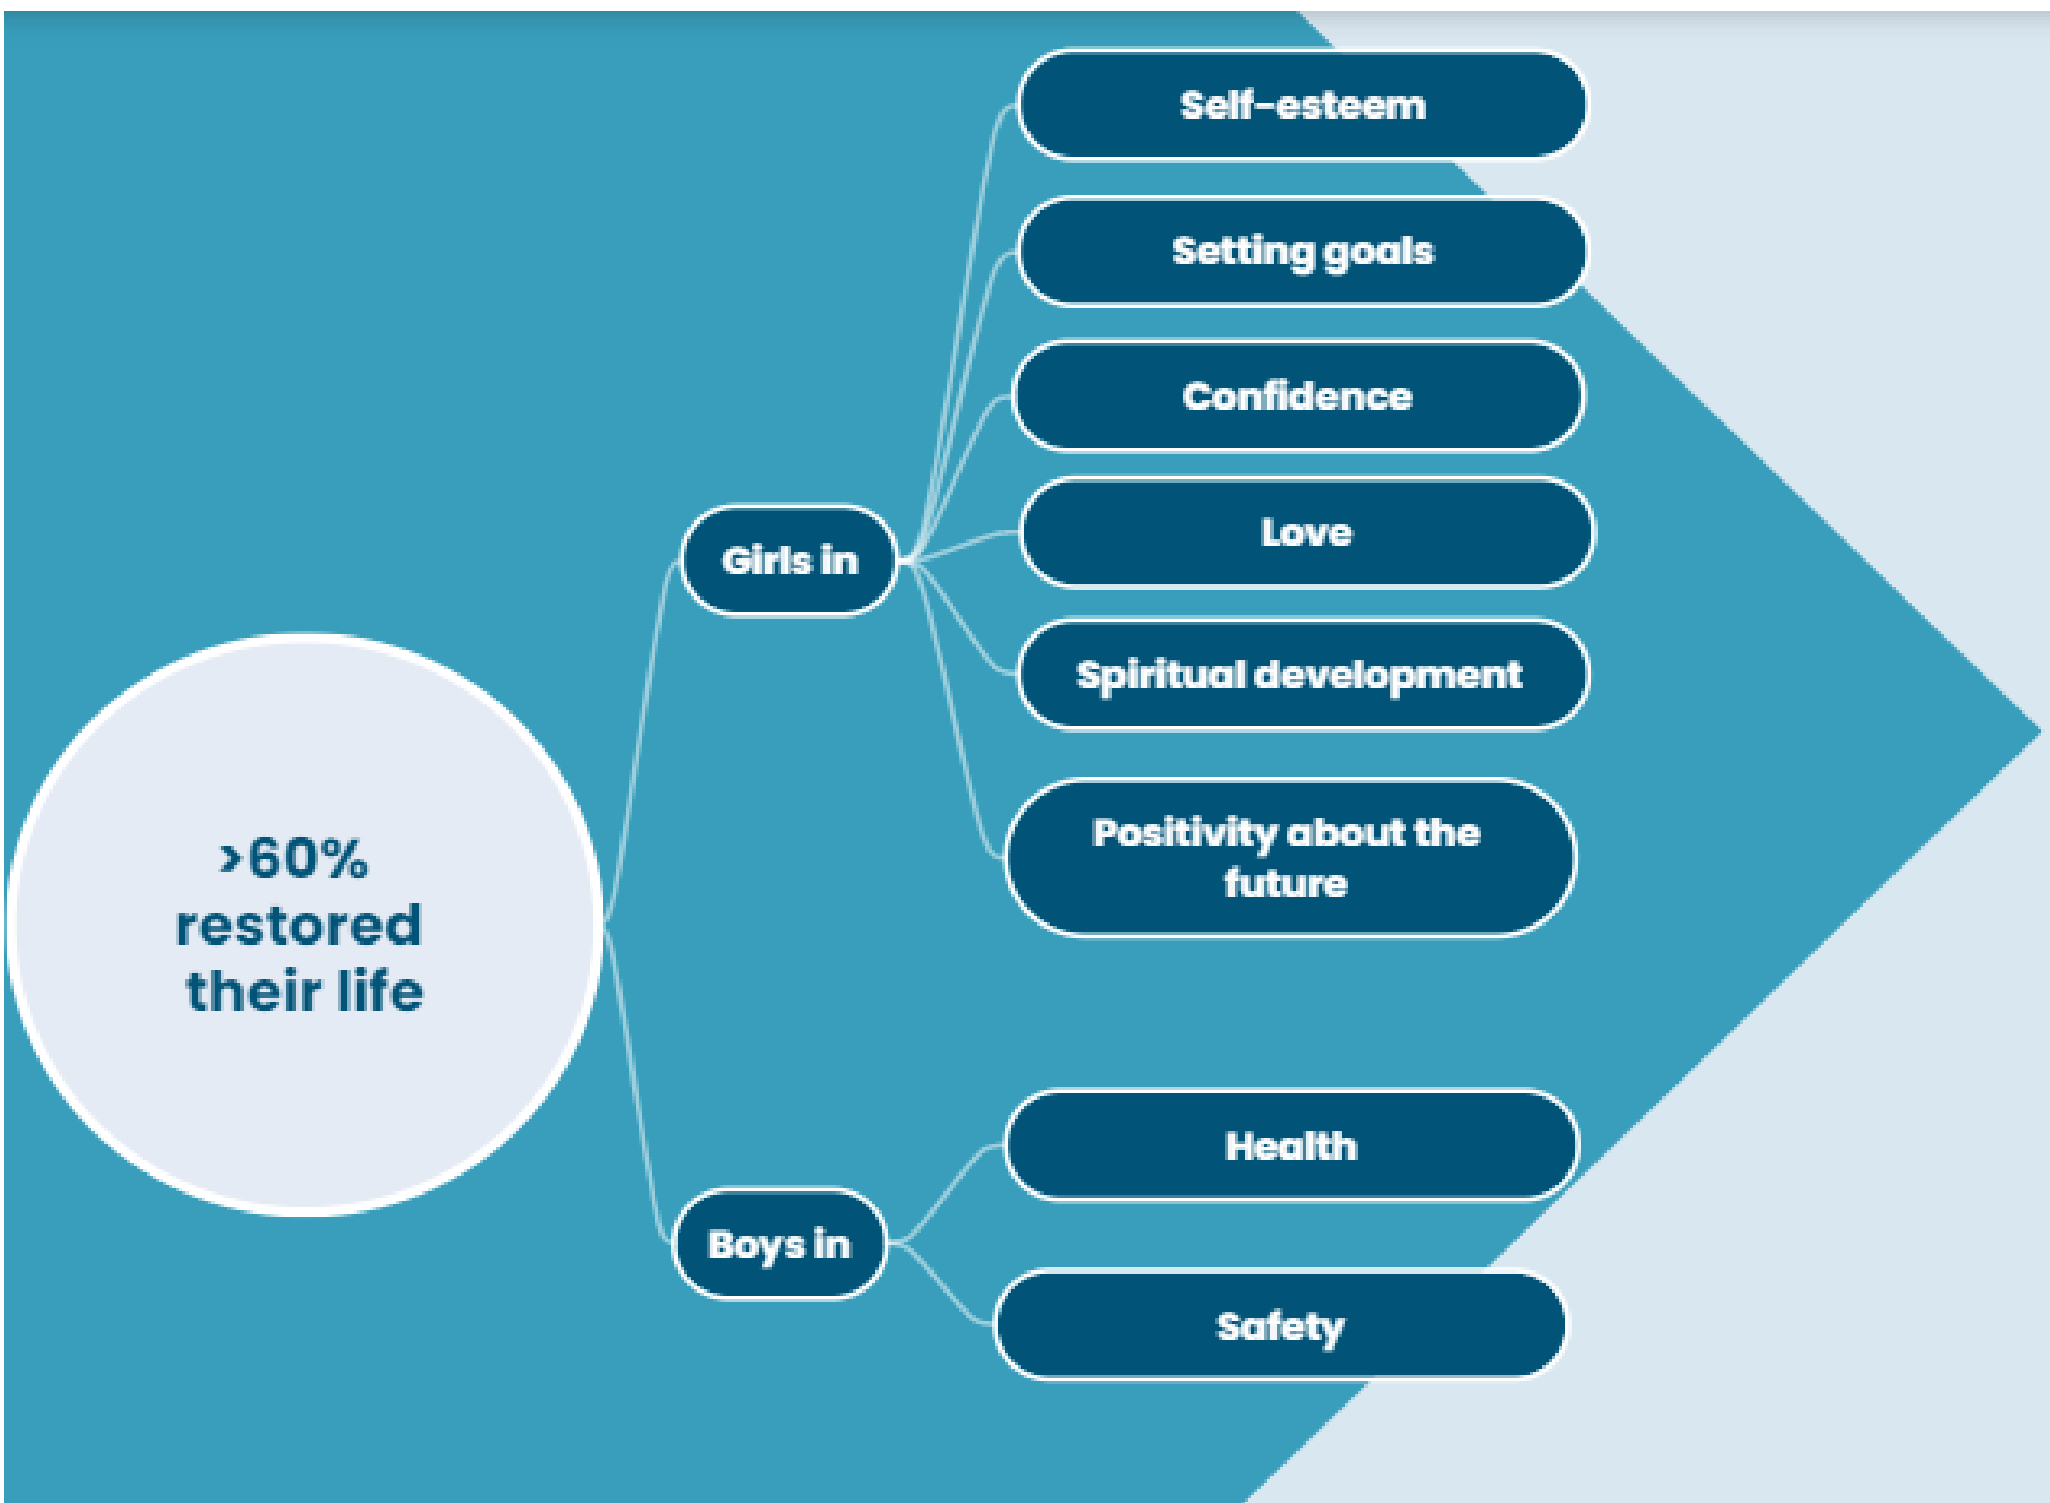 >60%
restored
their life
Girls in
Self-esteem
Setting goals
Confidence
Love
Spiritual development
Positivity about the
future
Boys in
Health
Safety